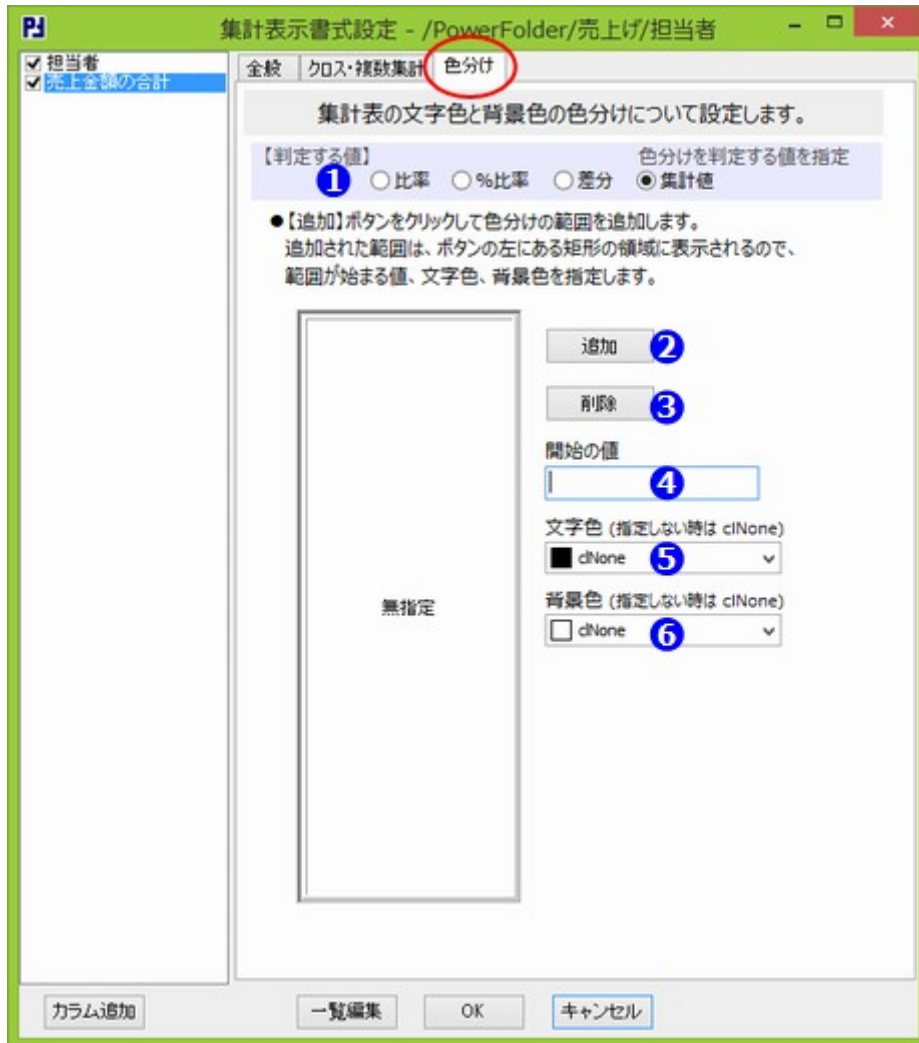 集計表示書式設定 - /PowerFolder/売上げ/担当者
担当者
売上金額の合計
全般 クロス・複数集計 色分け
集計表の文字色と背景色の色分けについて設定します。
【判定する値】 色分けを判定する値を指定
1 比率 %比率 差分 集計値
●【追加】ボタンをクリックして色分けの範囲を追加します。
追加された範囲は、ボタンの左にある矩形の領域に表示されるので、
範囲が始まる値、文字色、背景色を指定します。
追加 2
削除 3
開始の値
4
文字色 (指定しない時は clNone)
clNone 5
無指定
背景色 (指定しない時は clNone)
clNone 6
カラム追加 一覧編集 OK キャンセル